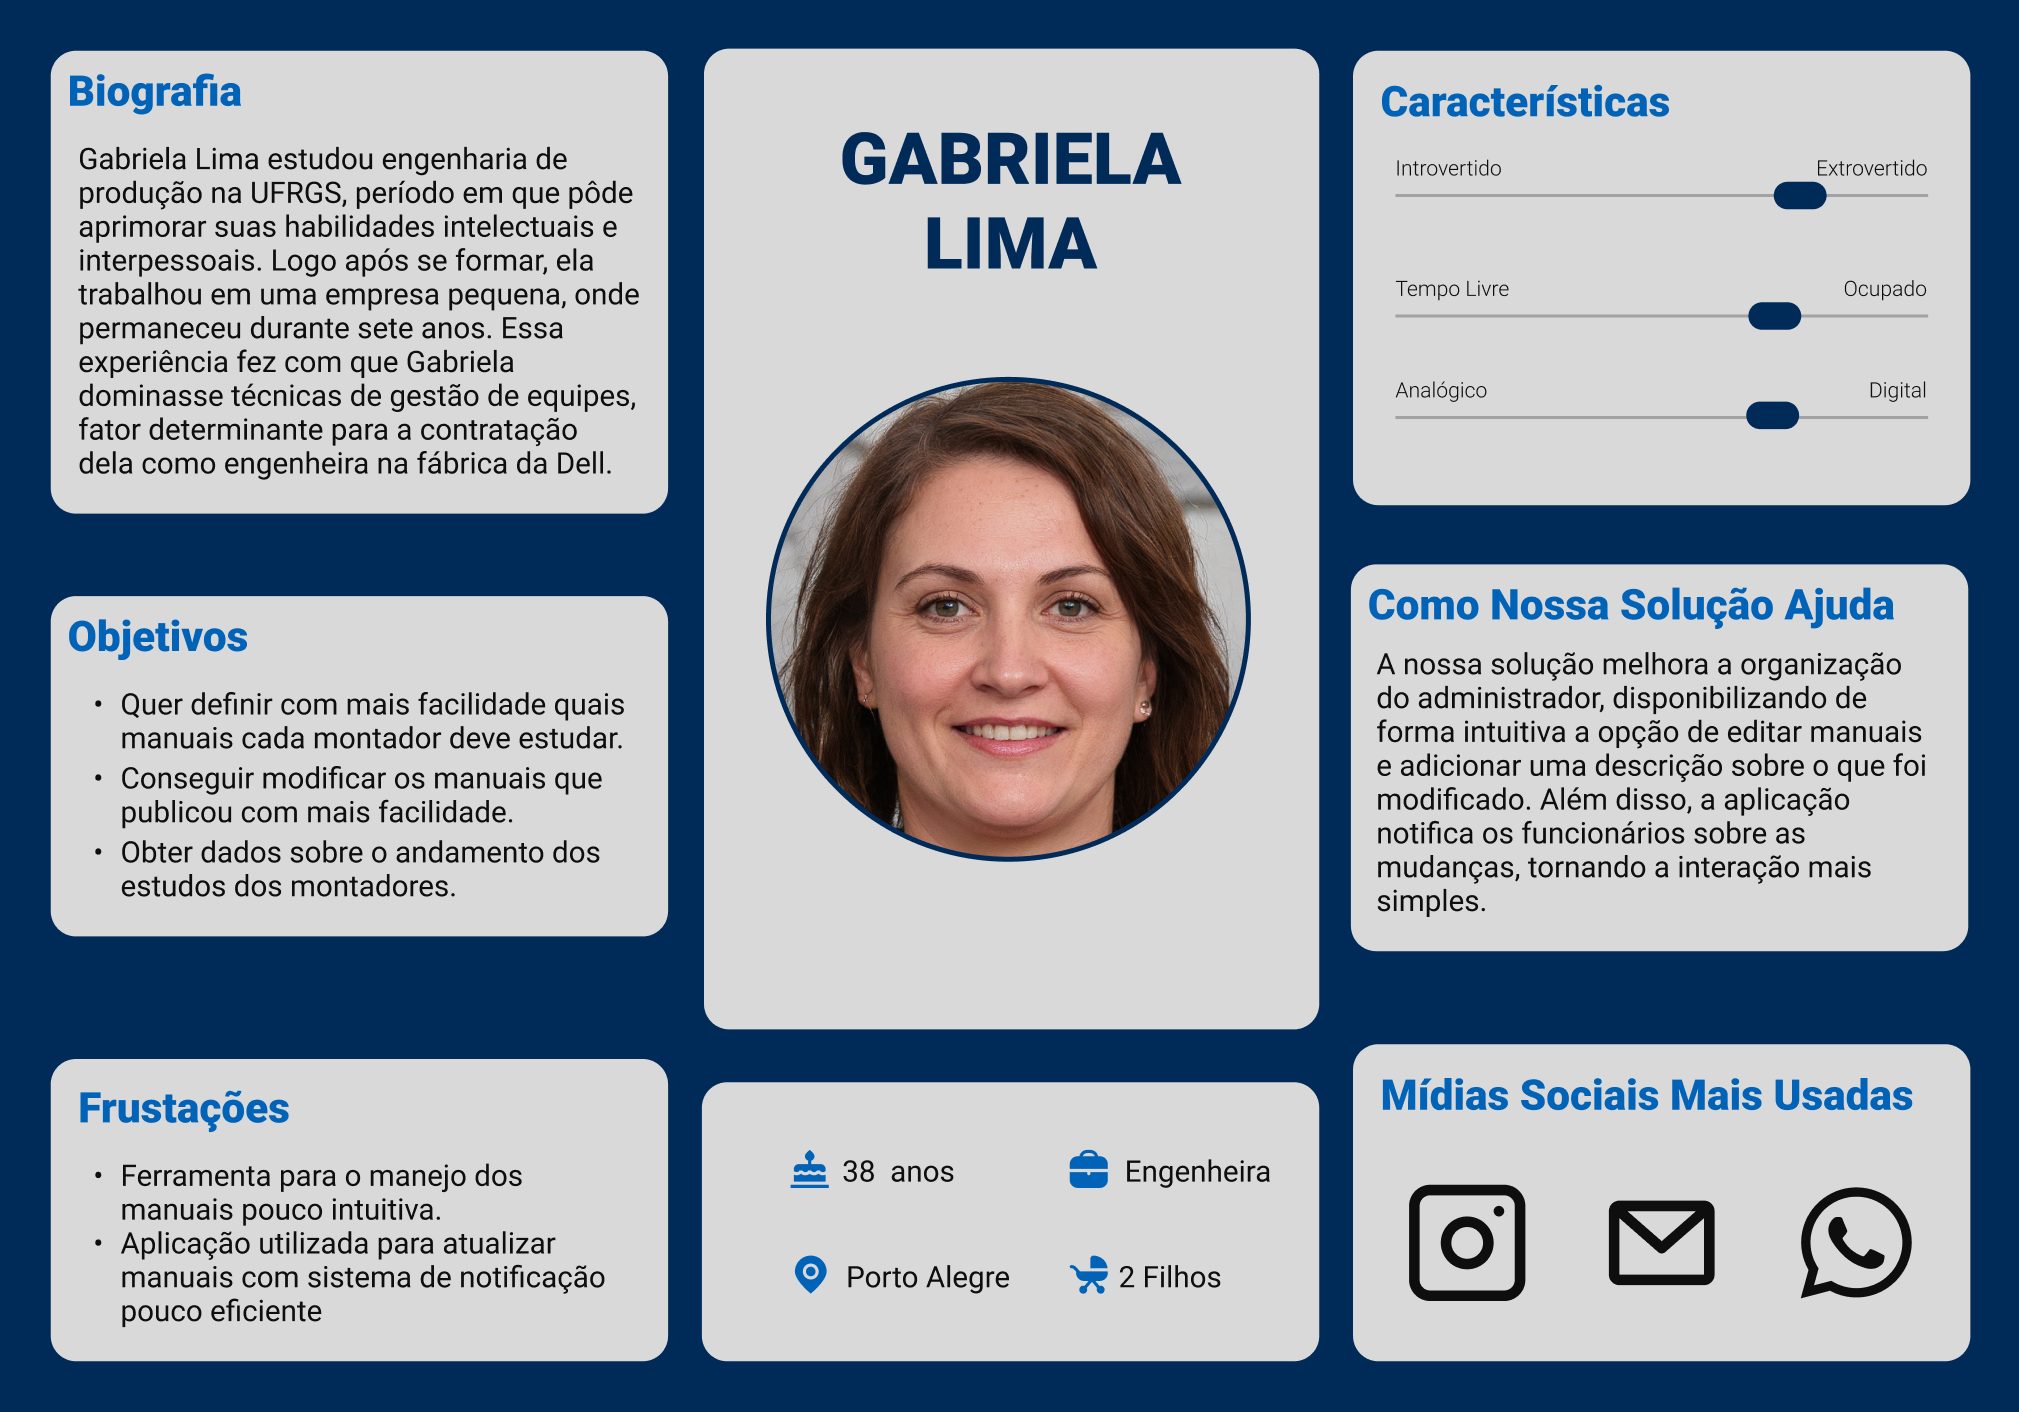 Biografia
Gabriela Lima estudou engenharia de
produção na UFRGS, período em que pôde
aprimorar suas habilidades intelectuais e
interpessoais. Logo após se formar, ela
trabalhou em uma empresa pequena, onde
permaneceu durante sete anos. Essa
experiência fez com que Gabriela
dominasse técnicas de gestão de equipes,
fator determinante para a contratação
dela como engenheira na fábrica da Dell.
Objetivos
• Quer definir com mais facilidade quais
manuais cada montador deve estudar.
• Conseguir modificar os manuais que
publicou com mais facilidade.
• Obter dados sobre o andamento dos
estudos dos montadores.
Frustações
• Ferramenta para o manejo dos
manuais pouco intuitiva.
• Aplicação utilizada para atualizar
manuais com sistema de notificação
pouco eficiente
GABRIELA
LIMA
38 anos
Engenheira
Porto Alegre
2 Filhos
Características
Introvertido Extrovertido
Tempo Livre Ocupado
Analógico Digital
Como Nossa Solução Ajuda
A nossa solução melhora a organização
do administrador, disponibilizando de
forma intuitiva a opção de editar manuais
e adicionar uma descrição sobre o que foi
modificado. Além disso, a aplicação
notifica os funcionários sobre as
mudanças, tornando a interação mais
simples.
Mídias Sociais Mais Usadas